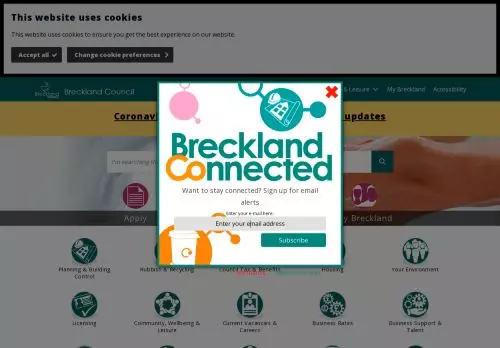 This website uses cookies
This website uses cookies to ensure you get the best experience on our website.
Accept all
Change cookie preferences
Breckland
Breckland Council
& Leisure
My Breckland
Accessibility
Coronav
updates
I'm searching th
Breckland
Connected
Want to stay connected? Sign up for email
alerts
Enter your e-mail here:
Enter your email address
Subscribe
Apply
y Breckland
Planning & Building
Control
Rubbish & Recycling
Council Tax & Benefits
Housing
Your Environment
Licensing
Community, Wellbeing &
Leisure
Current Vacancies &
Careers
Business Rates
Business Support &
Talent